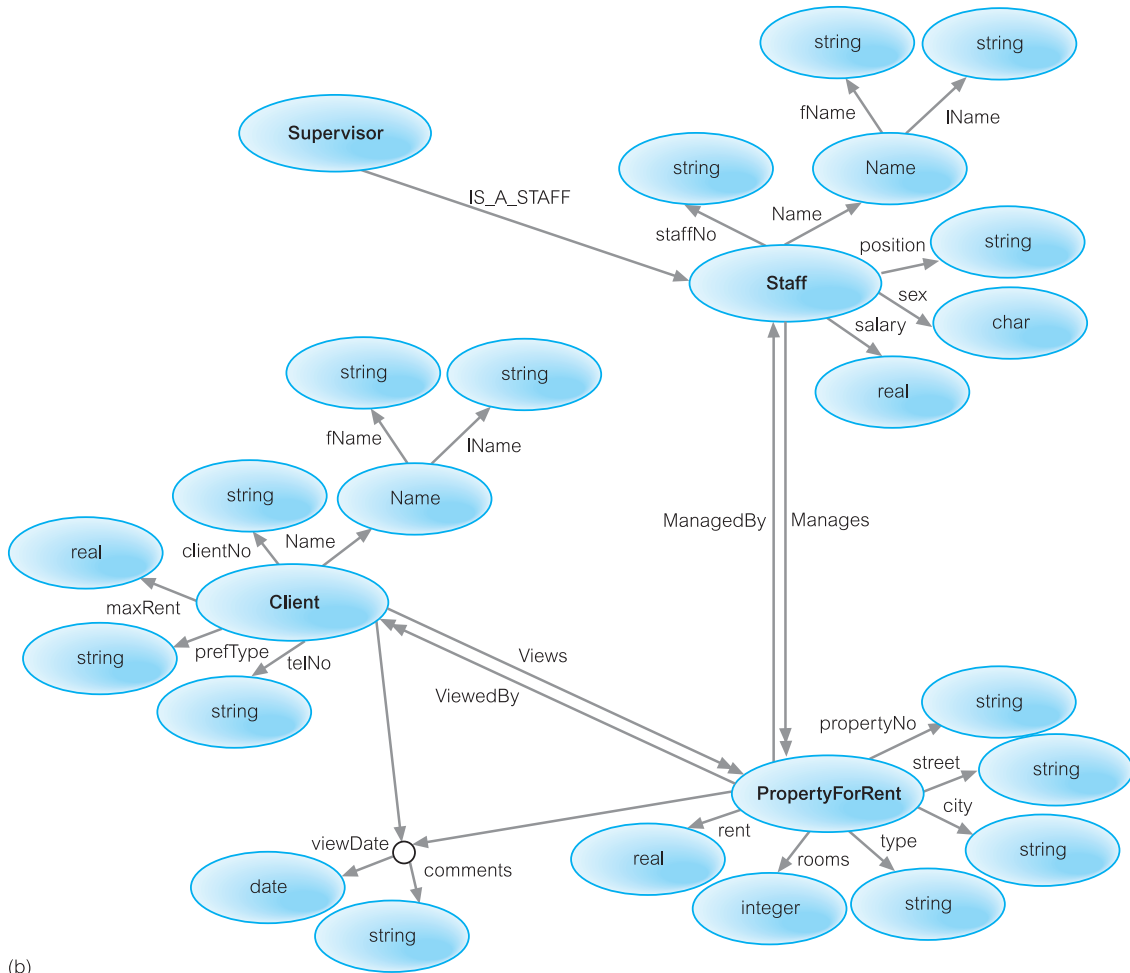 string
string
fName
lName
Supervisor
Name
string
IS_A_STAFF
Name
staffNo
position
string
Staff
sex
salary
char
real
string
string
fName
lName
string
Name
ManagedBy
Manages
clientNo
Name
real
Client
maxRent
string
prefType
telNo
string
Views
ViewedBy
propertyNo
string
street
string
PropertyForRent
city
rent
type
string
viewDate
real
rooms
comments
date
integer
string
string
(b)